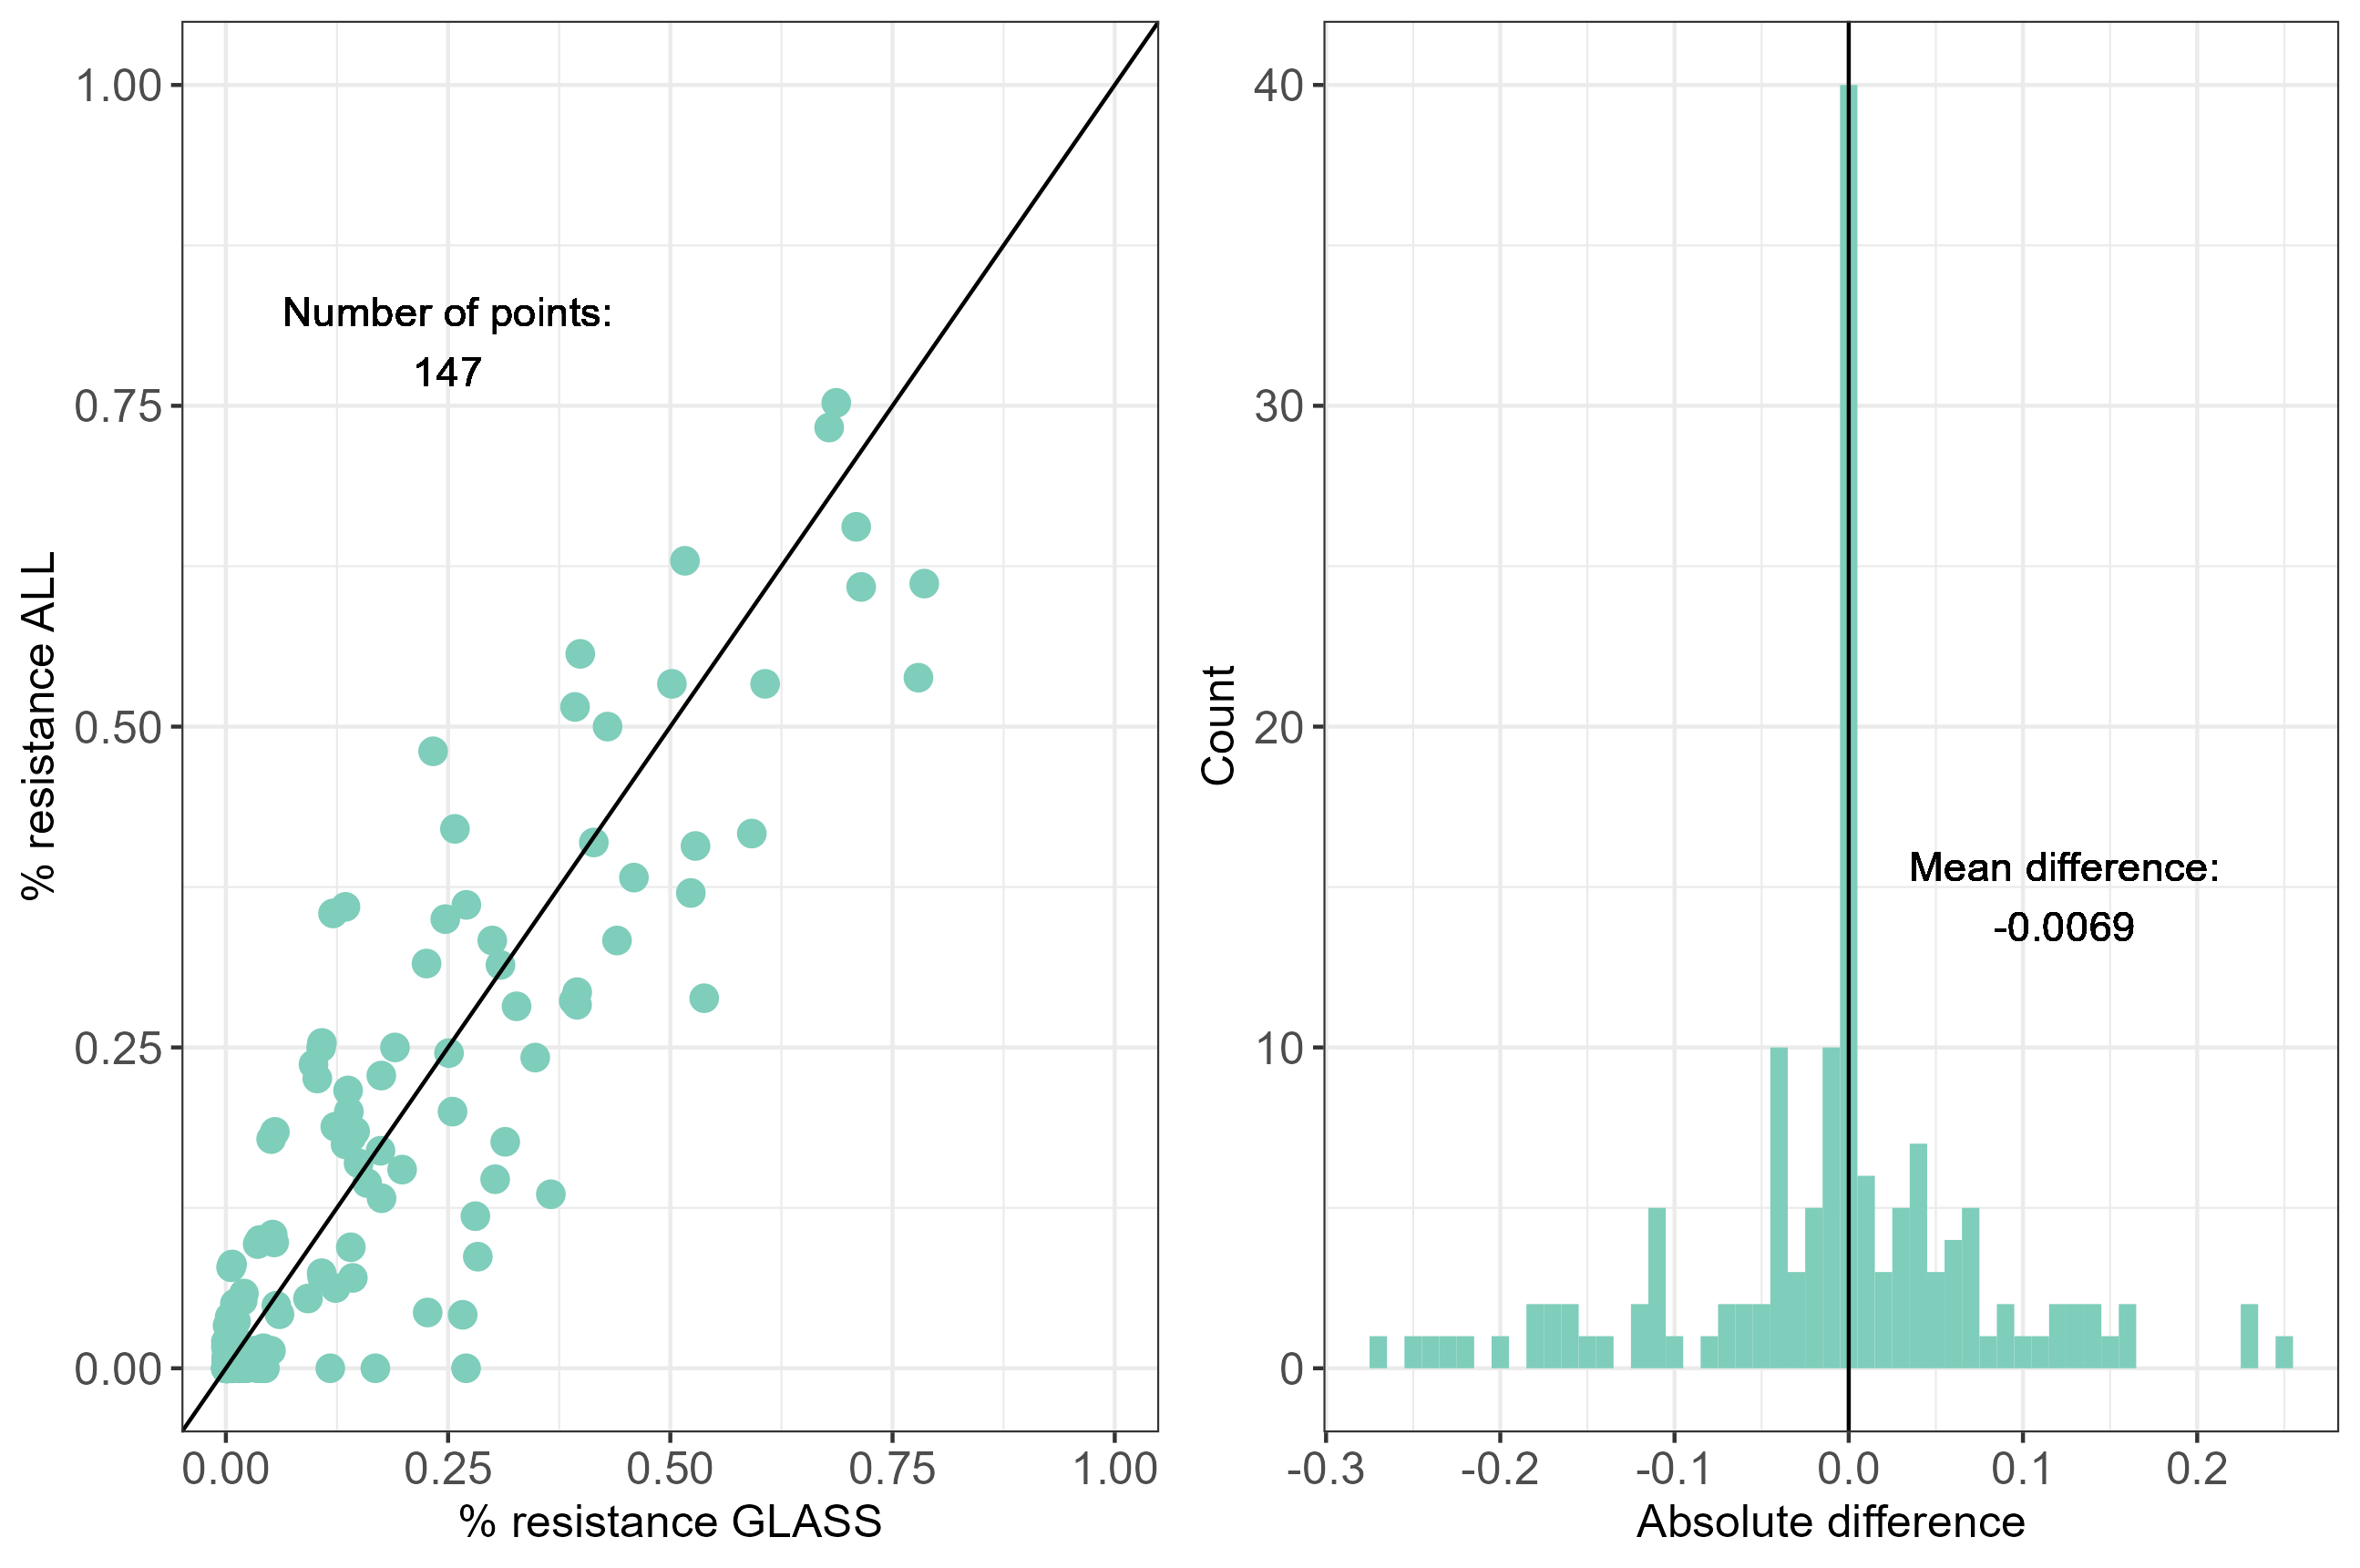 1.00
0.75
0.50
0.25
0.00
% resistance ALL
Number of points:
147
0.00 0.25 0.50 0.75 1.00
% resistance GLASS
40
30
20
10
0
Count
Mean difference:
-0.0069
-0.3 -0.2 -0.1 0.0 0.1 0.2
Absolute difference